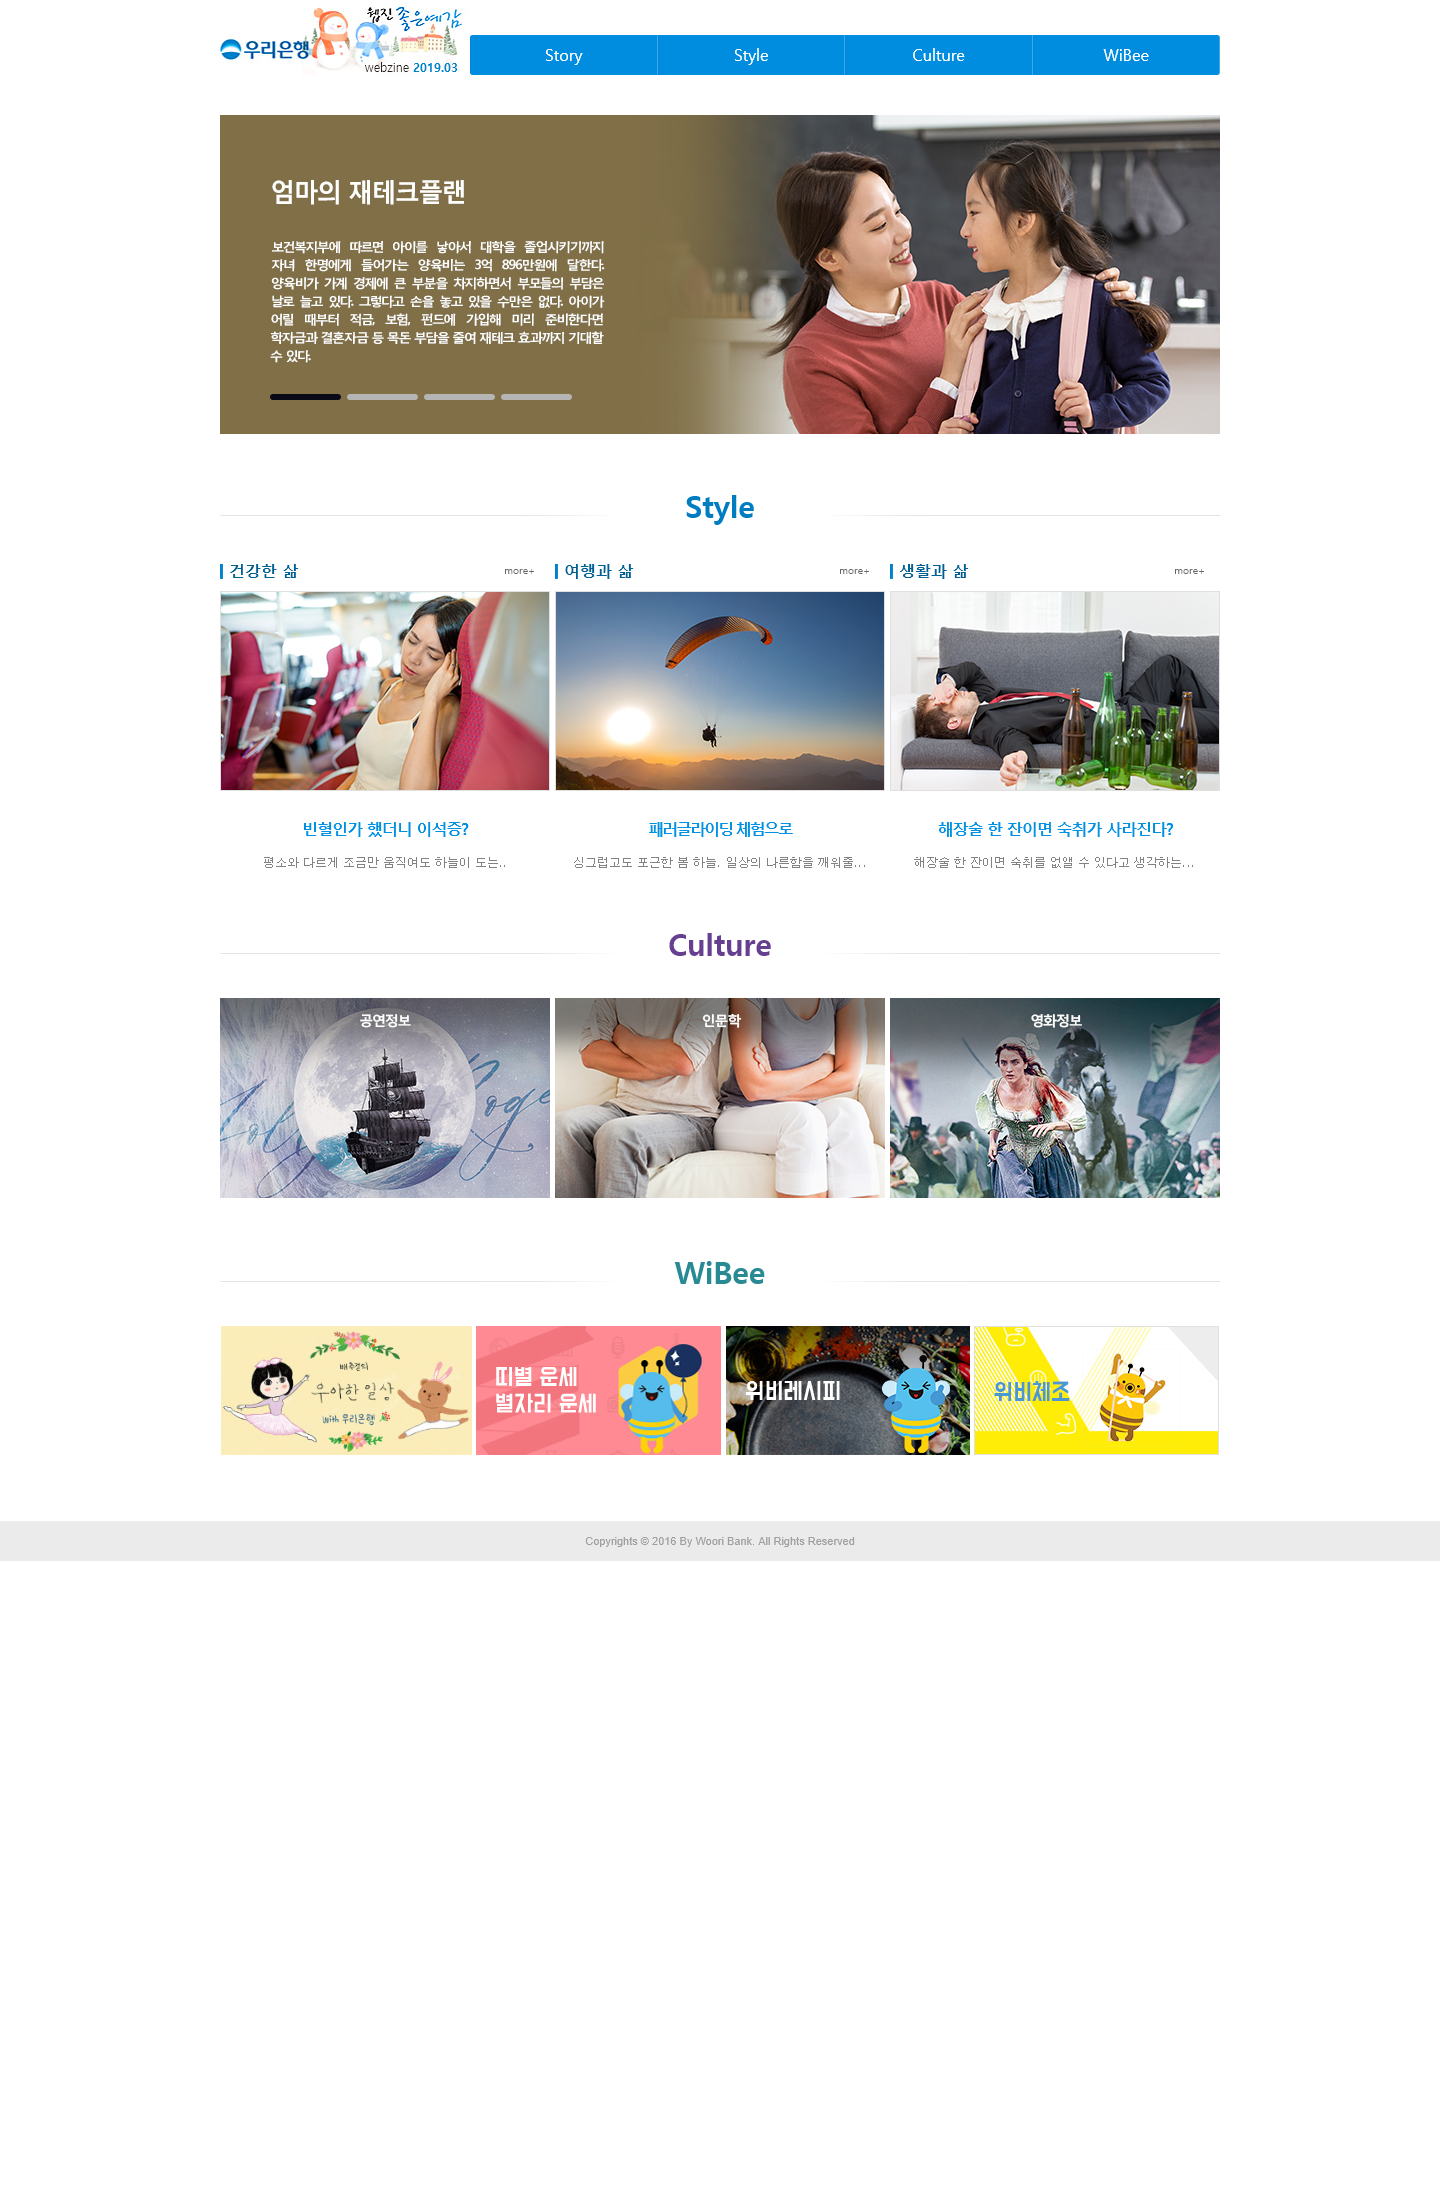 우리은행
웹진 좋은예감
webzine 2019.03
Story
Style
Culture
WiBee
엄마의 재테크플랜
보건복지부에 따르면 아이를 낳아서 대학을 졸업시키기까지
자녀 한명에게 들어가는 양육비는 3억 896만원에 달한다.
양육비가 가계 경제에 큰 부분을 차지하면서 부모들의 부담은
날로 늘고 있다. 그렇다고 손을 놓고 있을 수만은 없다. 아이가
어릴 때부터 적금, 보험, 펀드에 가입해 미리 준비한다면
학자금과 결혼자금 등 목돈 부담을 줄여 재테크 효과까지 기대할
수 있다.
Style
건강한 삶
more+
여행과 삶
more+
생활과 삶
more+
빈혈인가 했더니 이석증?
평소와 다르게 조금만 움직여도 하늘이 도는..
패러글라이딩 체험으로
싱그럽고도 포근한 봄 하늘. 일상의 나른함을 깨워줄...
해장술 한 잔이면 숙취가 사라진다?
해장술 한 잔이면 숙취를 없앨 수 있다고 생각하는...
Culture
공연정보
인문학
영화정보
WiBee
우아한 일상
with 우리은행
띠별 운세
별자리 운세
위비레시피
위비체조
Copyrights © 2016 By Woori Bank. All Rights Reserved